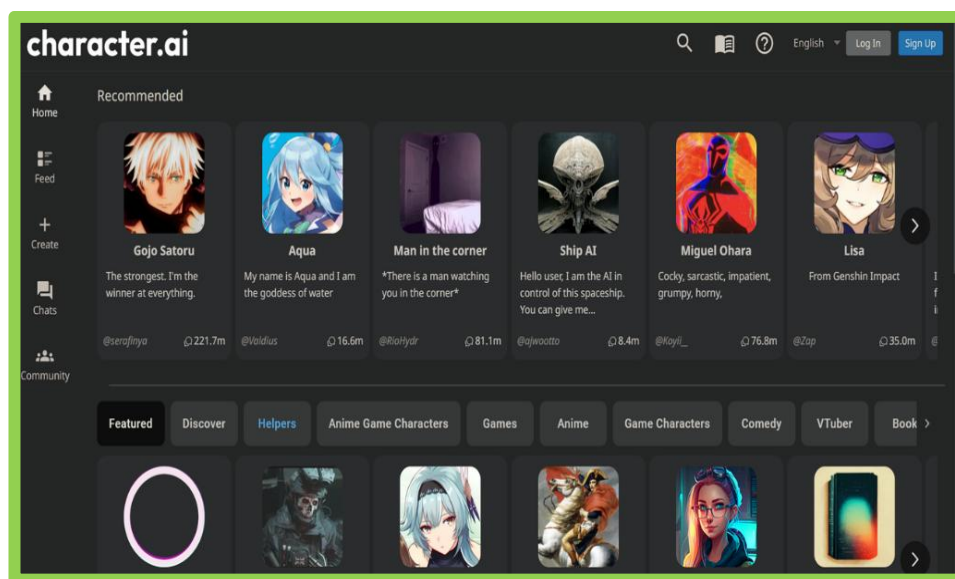 character.ai
English
Log In
Sign Up
Home
Feed
Create
Chats
Community
Recommended
Gojo Satoru
The strongest. I'm the
winner at everything.
@serafinya 221.7m
Aqua
My name is Aqua and I am
the goddess of water
@Voidius 16.6m
Man in the corner
*There is a man watching
you in the corner*
@RioHydr 81.1m
Ship AI
Hello user, I am the AI in
control of this spaceship.
You can give me...
@ajwootto 8.4m
Miguel Ohara
Cocky, sarcastic, impatient,
grumpy, horny,
@Koyli_ 76.8m
Lisa
From Genshin Impact
@Zap 35.0m
Featured
Discover
Helpers
Anime Game Characters
Games
Anime
Game Characters
Comedy
VTuber
Book